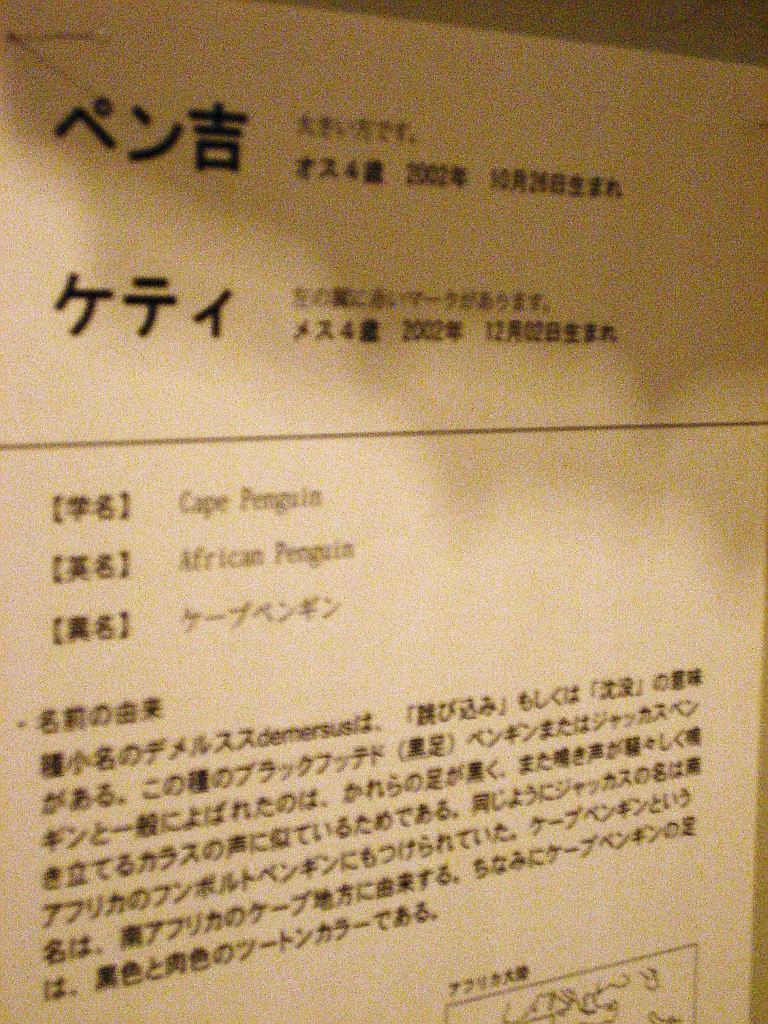 ペン吉
大きい方です。
オス4歳 2002年 10月26日生まれ
ケティ
左の翼に赤いマークがあります。
メス4歳 2002年 12月02日生まれ
【学名】 Cape Penguin
【英名】 African Penguin
【異名】 ケープペンギン
・名前の由来
種小名のデメルススdemersusは、「跳び込み」もしくは「沈没」の意味
がある。この種のブラックフッテド（黒足）ペンギンまたはジャッカスペン
ギンと一般によばれたのは、かれらの足が黒く、また鳴き声が騒々しく鳴
き立てるカラスの声に似ているためである。同じようにジャッカスの名は南
アフリカのフンボルトペンギンにもつけられていた。ケープペンギンという
名は、南アフリカのケープ地方に由来する。ちなみにケープペンギンの足
は、黒色と肉色のツートンカラーである。
アフリカ大陸